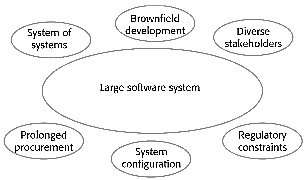 System of
systems
Brownfield
development
Diverse
stakeholders
Large software system
Prolonged
procurement
System
configuration
Regulatory
constraints